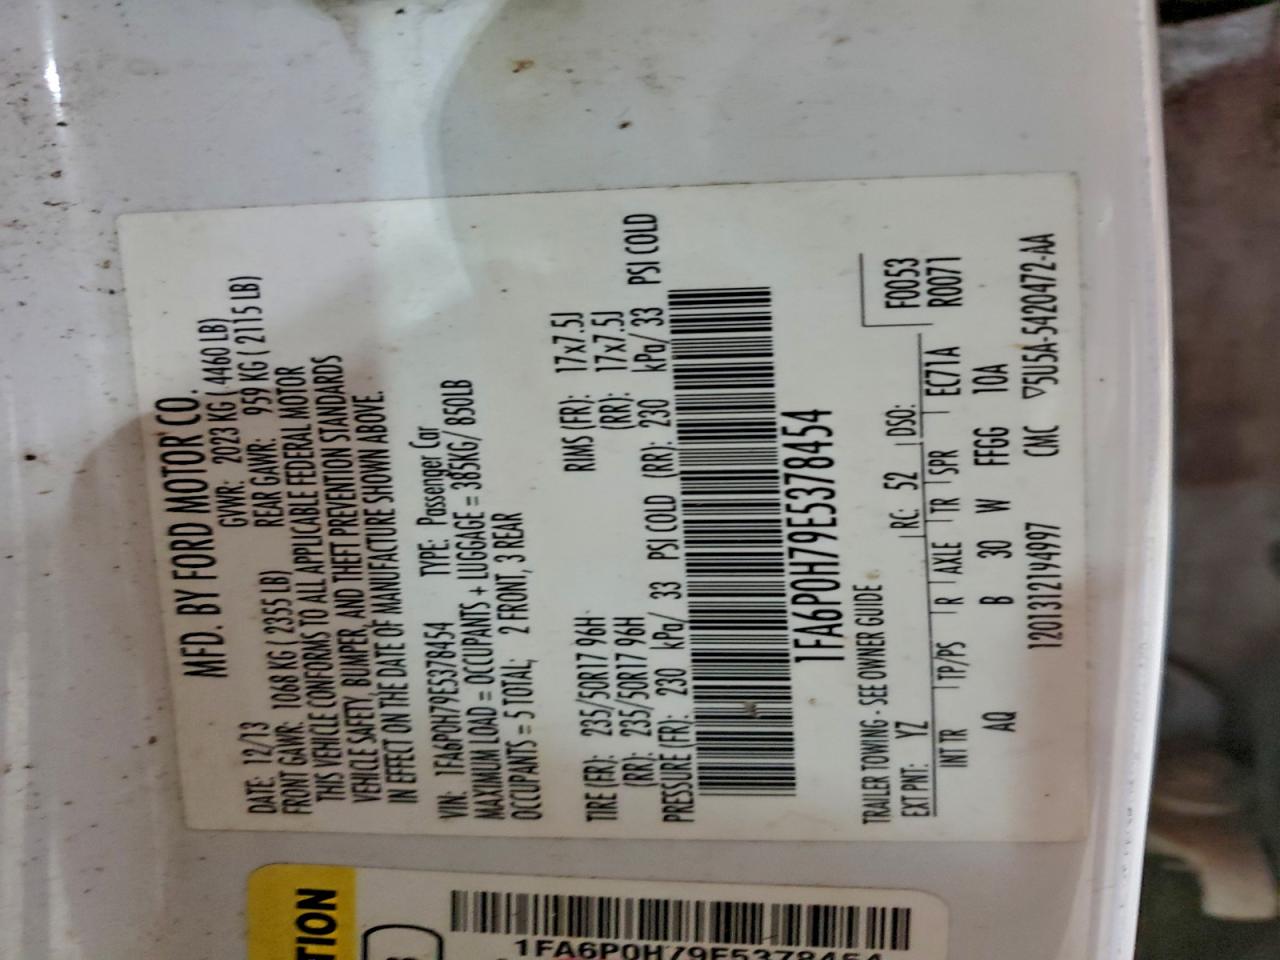 MFD. BY FORD MOTOR CO.
DATE: 12/13 GVWR: 2023 KG ( 4460 LB)
FRONT GAWR: 1068 KG ( 2355 LB) REAR GAWR: 959 KG ( 2115 LB)
THIS VEHICLE CONFORMS TO ALL APPLICABLE FEDERAL MOTOR
VEHICLE SAFETY, BUMPER, AND THEFT PREVENTION STANDARDS
IN EFFECT ON THE DATE OF MANUFACTURE SHOWN ABOVE.
VIN: 1FA6P0H79E5378454 TYPE: Passenger Car
MAXIMUM LOAD = OCCUPANTS + LUGGAGE = 385KG/ 850LB
OCCUPANTS = 5 TOTAL, 2 FRONT, 3 REAR
TIRE (FR): 235/50R17 96H RIMS (FR): 17x7.5J
(RR): 235/50R17 96H (RR): 17x7.5J
PRESSURE (FR): 230 kPa/ 33 PSI COLD (RR): 230 kPa/ 33 PSI COLD
1FA6P0H79E5378454
TRAILER TOWING - SEE OWNER GUIDE
EXT PNT: YZ RC: 52 DSO: F0053
INT TR TP/PS R AXLE TR SPR EC71A R0071
AQ B 30 W FFGG 10A
1201312194997 CMC ▽5U5A-5420472-AA
TION
1FA6P0H79E5378454